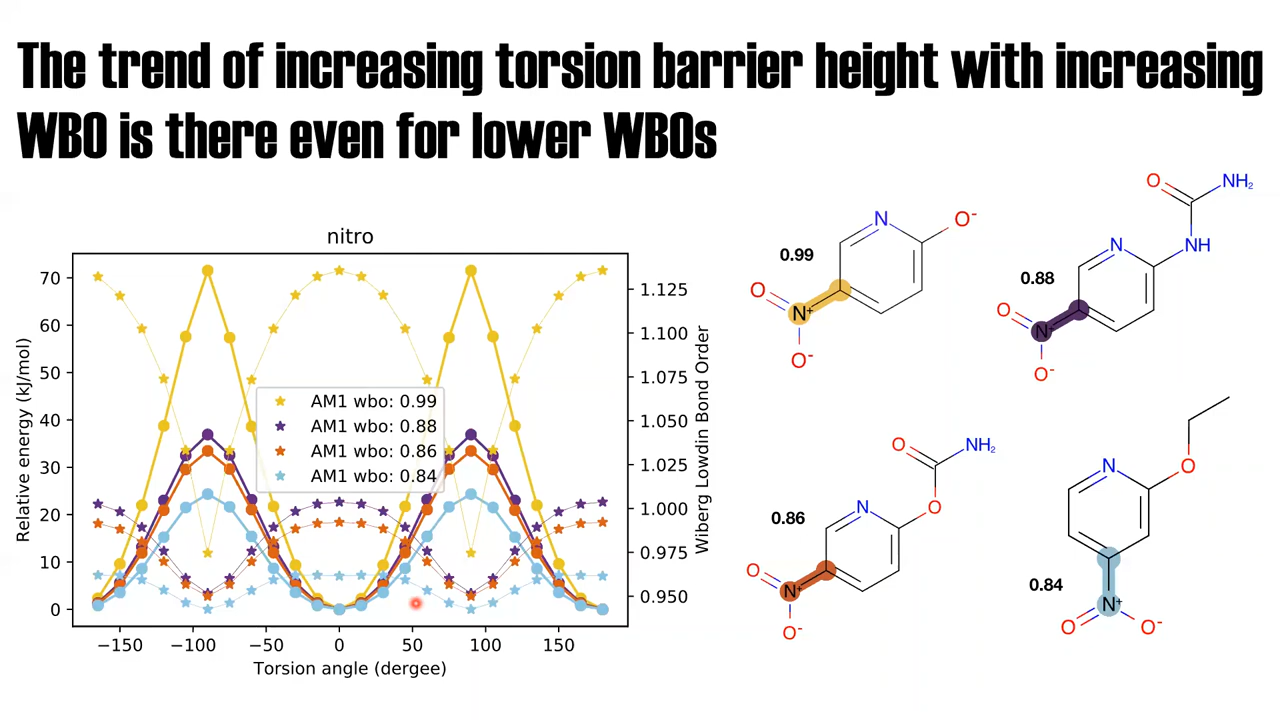 The trend of increasing torsion barrier height with increasing
WBO is there even for lower WBOs
nitro
Relative energy (kJ/mol)
70
60
50
40
30
20
10
0
−150
−100
−50
0
50
100
150
Torsion angle (dergee)
1.125
1.100
1.075
1.050
1.025
1.000
0.975
0.950
Wiberg Lowdin Bond Order
AM1 wbo: 0.99
AM1 wbo: 0.88
AM1 wbo: 0.86
AM1 wbo: 0.84
0.99
N
O-
O
N+
O-
0.88
O
NH2
N
NH
O
N+
O-
0.86
O
NH2
N
O
O
N+
O-
0.84
N
O
N+
O
O-